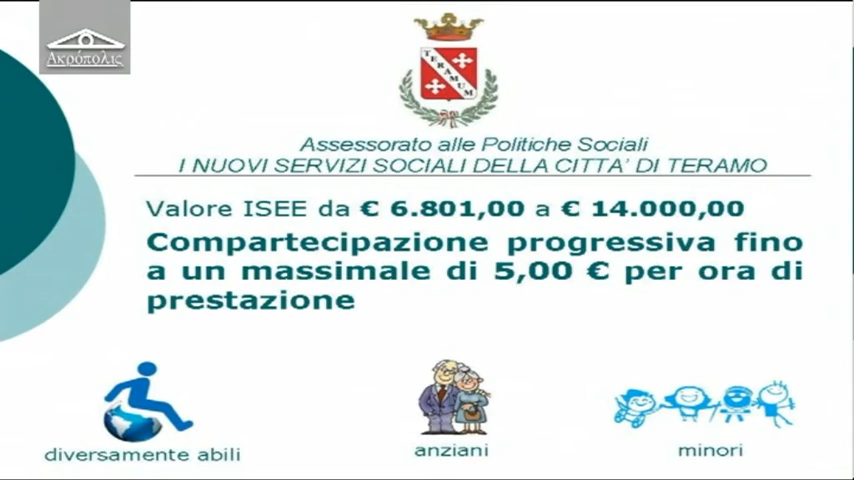 Ακρόπολις
TERAMUM
Assessorato alle Politiche Sociali
I NUOVI SERVIZI SOCIALI DELLA CITTA' DI TERAMO
Valore ISEE da € 6.801,00 a € 14.000,00
Compartecipazione progressiva fino
a un massimale di 5,00 € per ora di
prestazione
diversamente abili
anziani
minori